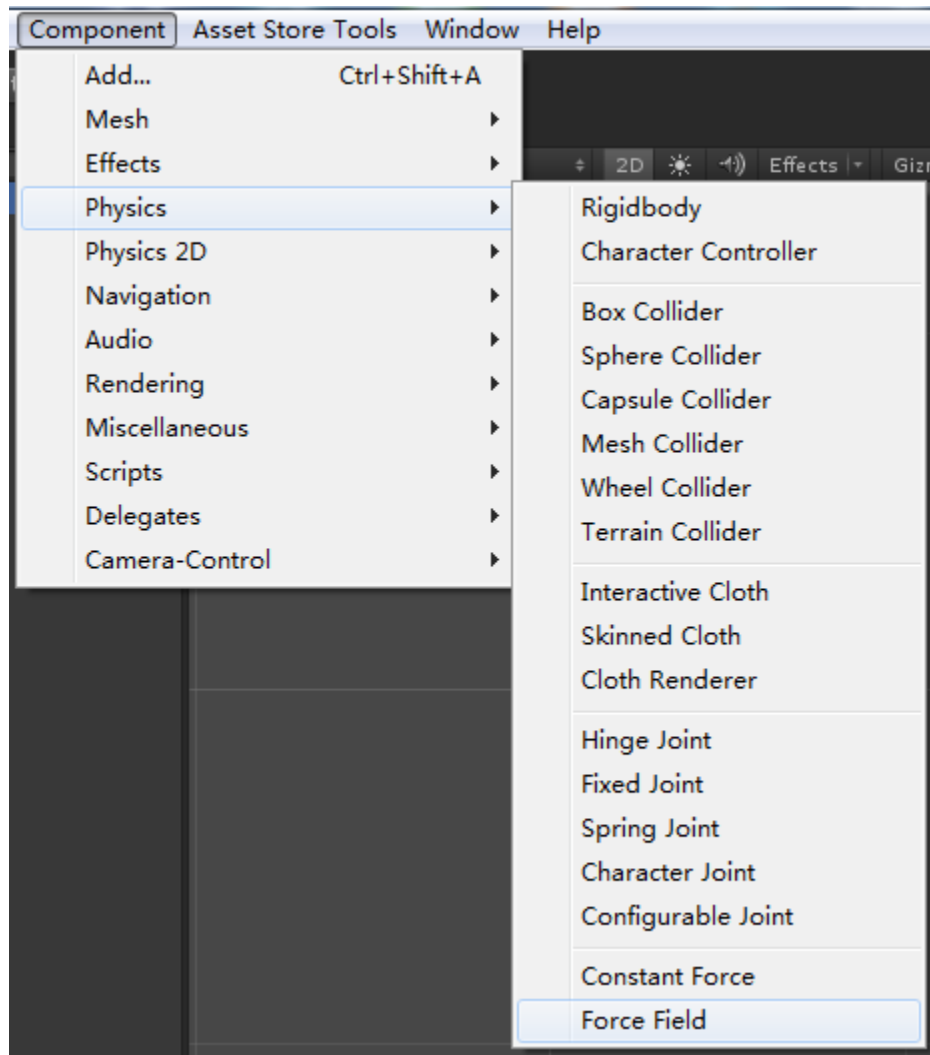 Component Asset Store Tools Window Help
Add... Ctrl+Shift+A
Mesh
Effects
Physics
Physics 2D
Navigation
Audio
Rendering
Miscellaneous
Scripts
Delegates
Camera-Control
2D Effects
Rigidbody
Character Controller
Box Collider
Sphere Collider
Capsule Collider
Mesh Collider
Wheel Collider
Terrain Collider
Interactive Cloth
Skinned Cloth
Cloth Renderer
Hinge Joint
Fixed Joint
Spring Joint
Character Joint
Configurable Joint
Constant Force
Force Field